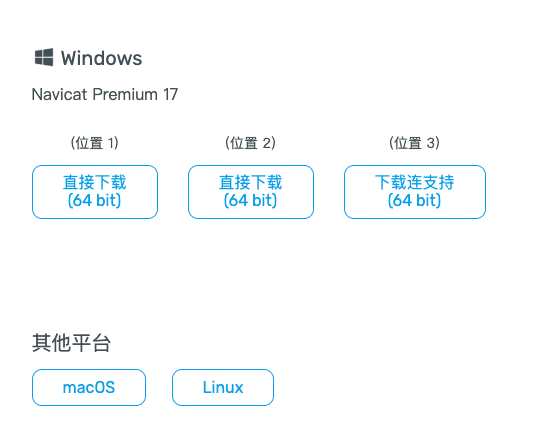 Windows
Navicat Premium 17
(位置 1) (位置 2) (位置 3)
直接下载 直接下载 下载连支持
(64 bit) (64 bit) (64 bit)
其他平台
macOS Linux